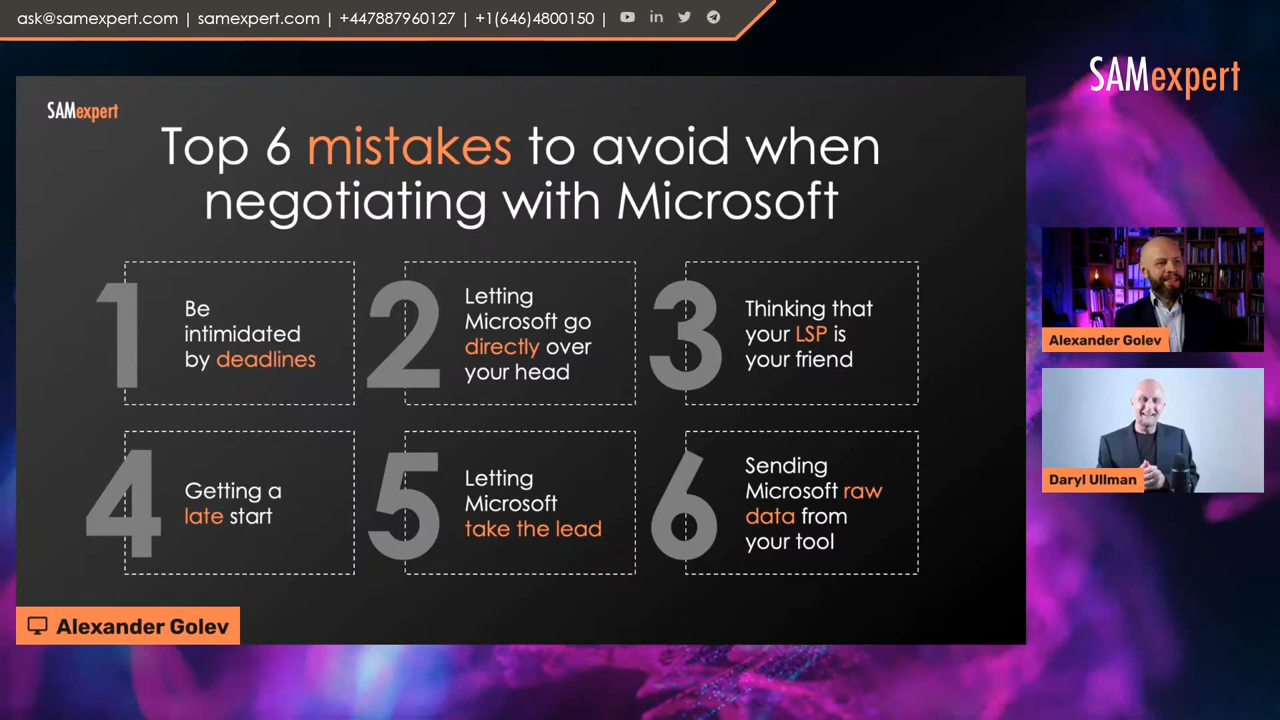 ask@samexpert.com | samexpert.com | +447887960127 | +1(646)4800150 |
SAMexpert
SAMexpert
Top 6 mistakes to avoid when
negotiating with Microsoft
1
Be
intimidated
by deadlines
2
Letting
Microsoft go
directly over
your head
3
Thinking that
your LSP is
your friend
4
Getting a
late start
5
Letting
Microsoft
take the lead
6
Sending
Microsoft raw
data from
your tool
Alexander Golev
Alexander Golev
Daryl Ullman